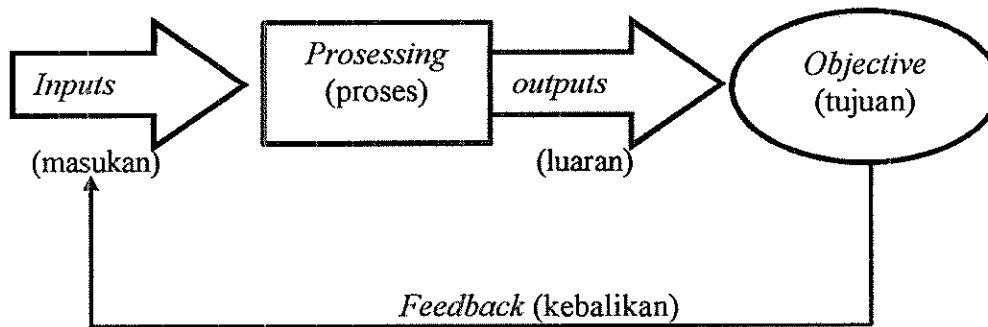 Inputs
(masukan)
Prosessing
(proses)
outputs
(luaran)
Objective
(tujuan)
Feedback (kebalikan)